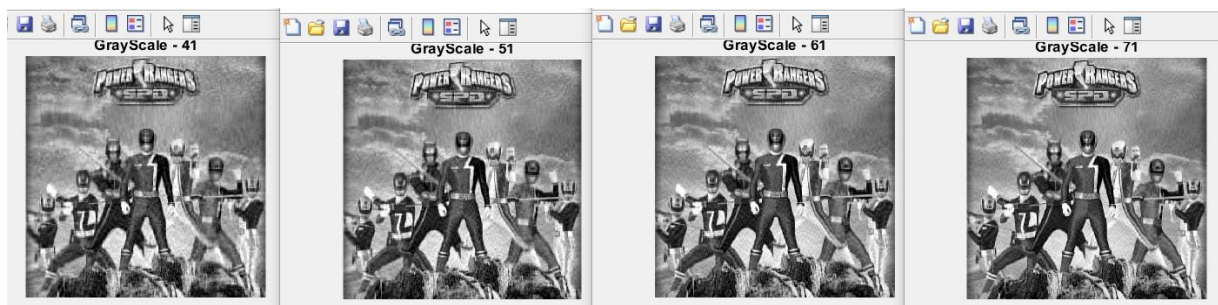 GrayScale - 41
GrayScale - 51
GrayScale - 61
GrayScale - 71
POWER RANGERS
SPD
POWER RANGERS
SPD
POWER RANGERS
SPD
POWER RANGERS
SPD